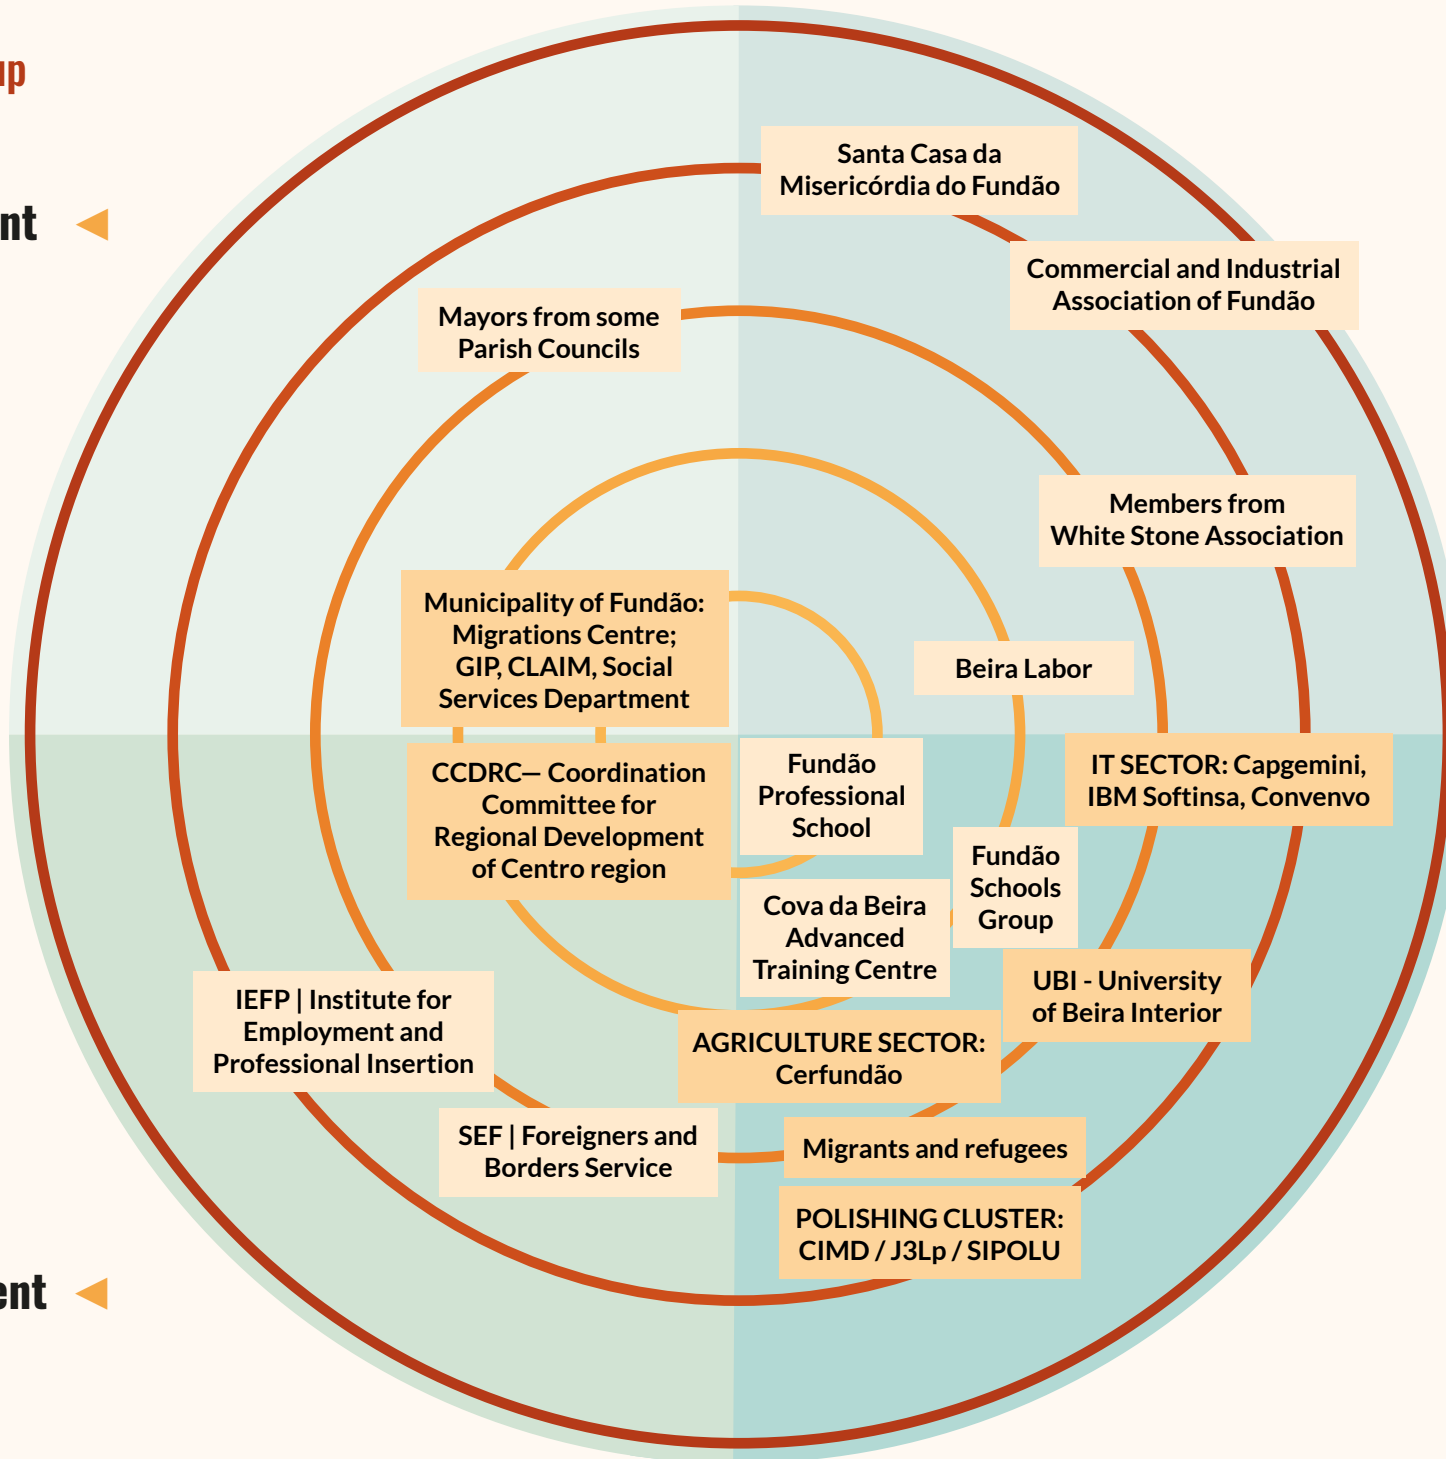 up
nt
Santa Casa da
Misericórdia do Fundão
Commercial and Industrial
Association of Fundão
Mayors from some
Parish Councils
Members from
White Stone Association
Municipality of Fundão:
Migrations Centre;
GIP, CLAIM, Social
Services Department
Beira Labor
CCDRC— Coordination
Committee for
Regional Development
of Centro region
Fundão
Professional
School
IT SECTOR: Capgemini,
IBM Softinsa, Convenvo
Fundão
Schools
Group
Cova da Beira
Advanced
Training Centre
UBI - University
of Beira Interior
IEFP | Institute for
Employment and
Professional Insertion
AGRICULTURE SECTOR:
Cerfundão
SEF | Foreigners and
Borders Service
Migrants and refugees
POLISHING CLUSTER:
CIMD / J3Lp / SIPOLU
ent